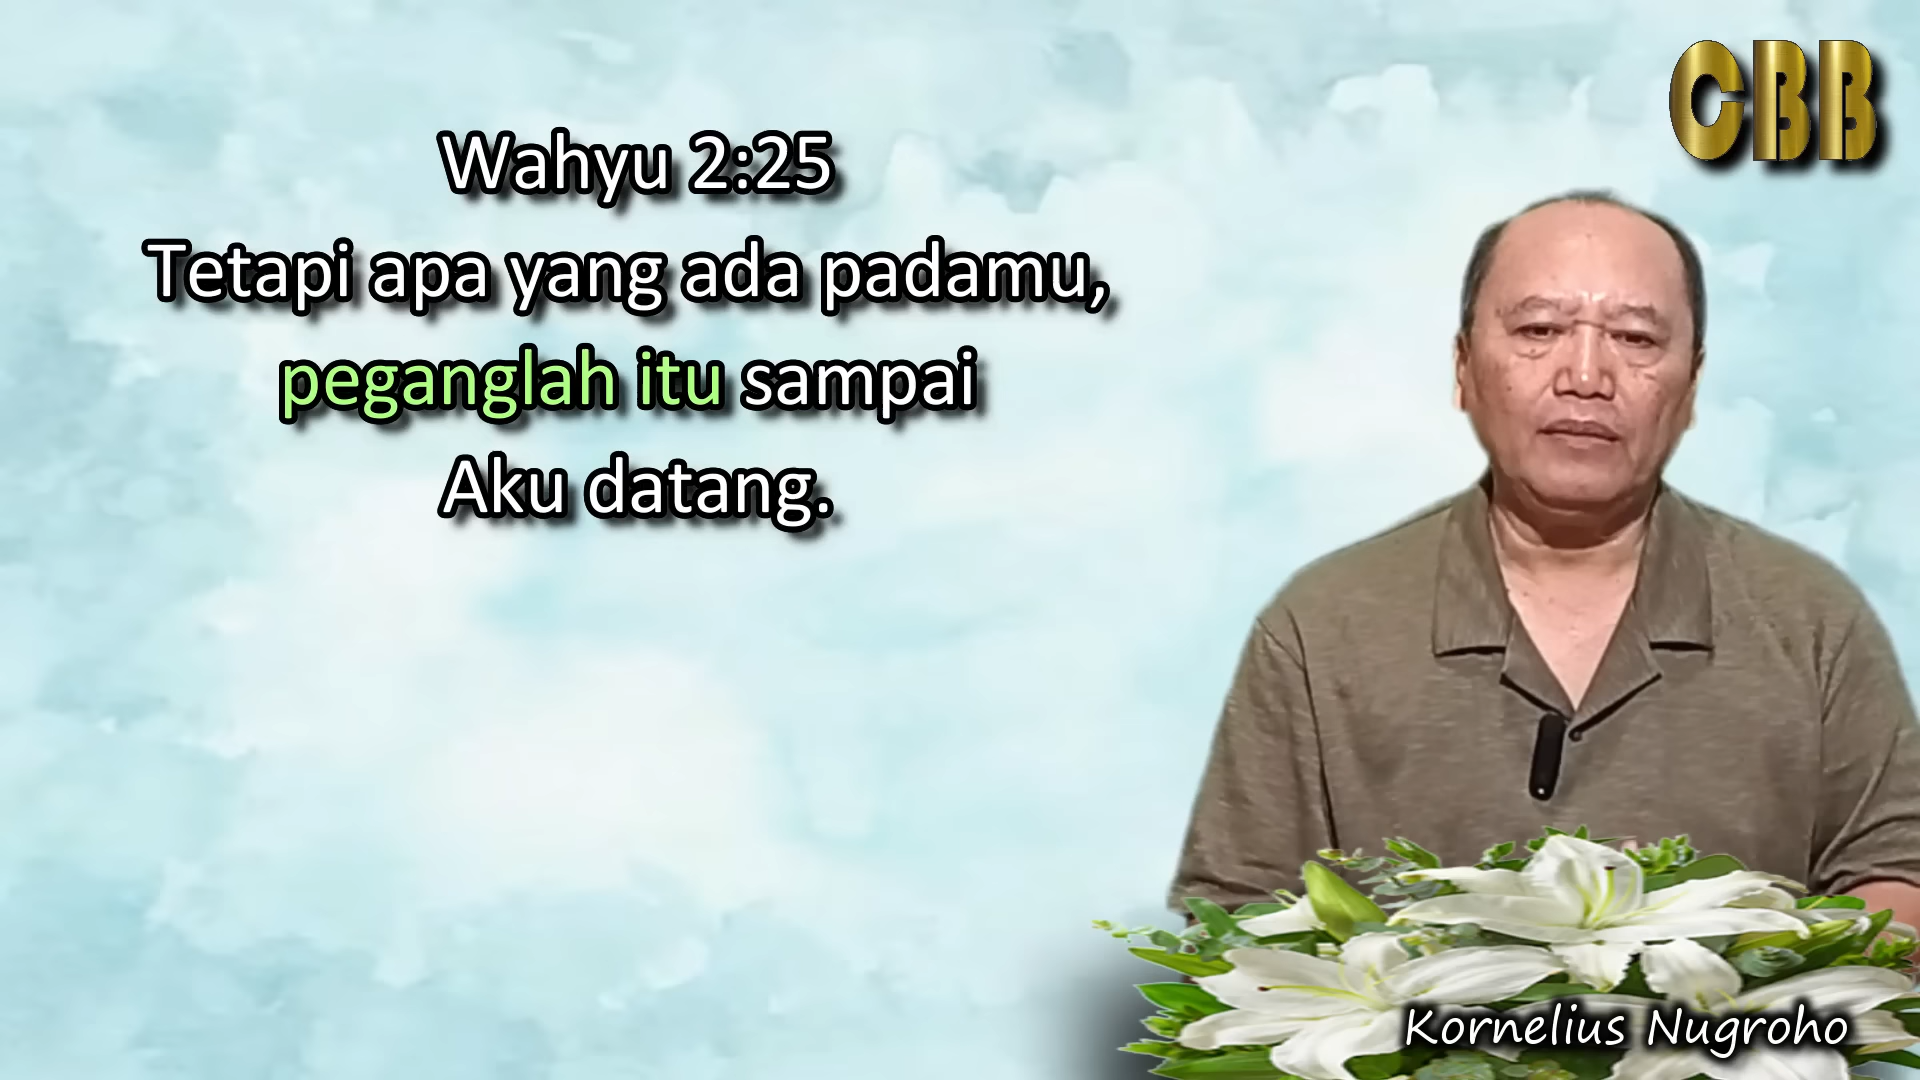 CBB
Wahyu 2:25
Tetapi apa yang ada padamu,
peganglah itu sampai
Aku datang.
Kornelius Nugroho